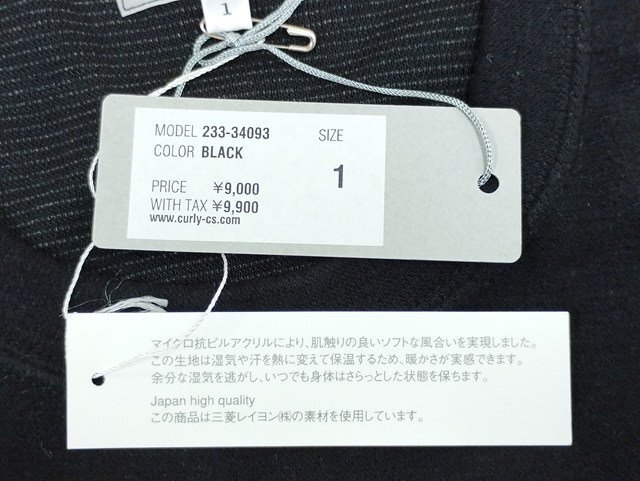 1
MODEL 233-34093
SIZE
COLOR BLACK
1
PRICE ¥9,000
WITH TAX ¥9,900
www.curly-cs.com
マイクロ抗ピルアクリルにより、肌触りの良いソフトな風合いを実現しました。
この生地は湿気や汗を熱に変えて保温するため、暖かさが実感できます。
余分な湿気を逃がし、いつでも身体はさらっとした状態を保ちます。
Japan high quality
この商品は三菱レイヨン㈱の素材を使用しています。